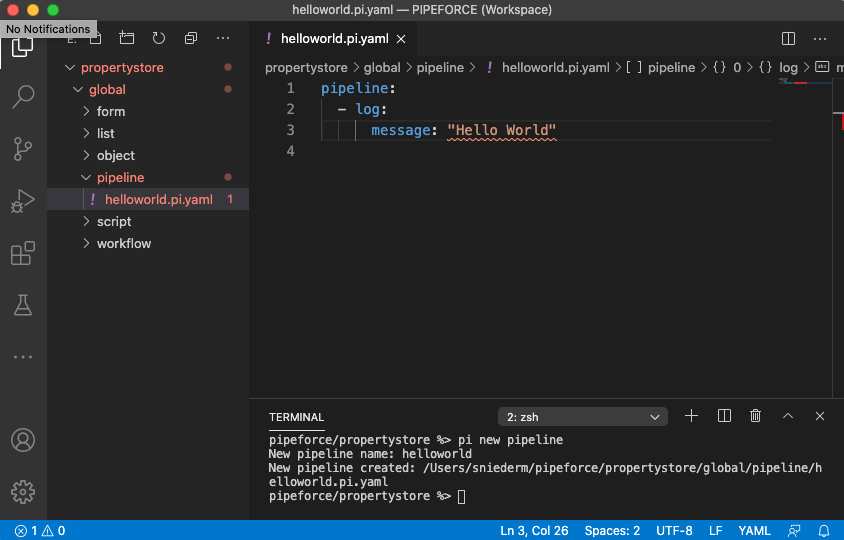 helloworld.pi.yaml — PIPEFORCE (Workspace)
No Notifications
helloworld.pi.yaml
propertystore > global > pipeline > ! helloworld.pi.yaml > [ ] pipeline > {} 0 > {} log > abc m
propertystore
global
form
list
object
pipeline
! helloworld.pi.yaml 1
script
workflow
1 pipeline:
2 - log:
3 message: "Hello World"
4
TERMINAL
2: zsh
pipeforce/propertystore %> pi new pipeline
New pipeline name: helloworld
New pipeline created: /Users/sniederm/pipeforce/propertystore/global/pipeline/h
elloworld.pi.yaml
pipeforce/propertystore %>
1 0
Ln 3, Col 26 Spaces: 2 UTF-8 LF YAML